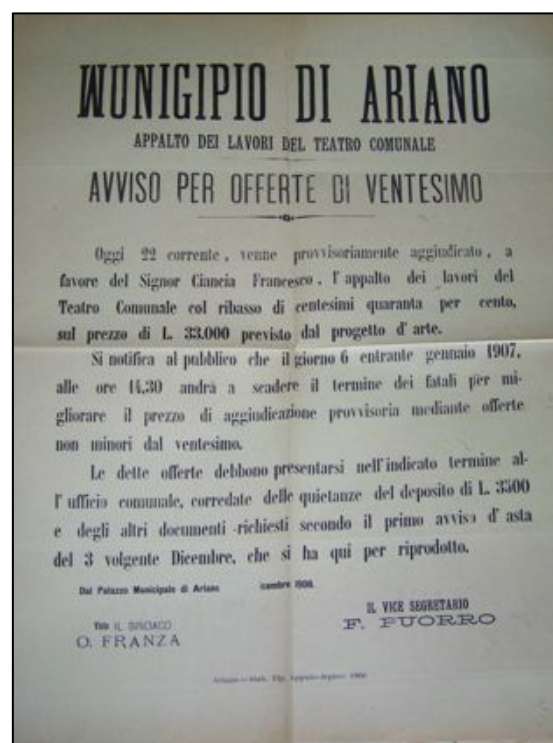 MUNICIPIO DI ARIANO
APPALTO DEI LAVORI DEL TEATRO COMUNALE
AVVISO PER OFFERTE DI VENTESIMO
Oggi 22 corrente, venne provvisoriamente aggiudicato, a
favore del Signor Ciancia Francesco, l'appalto dei lavori del
Teatro Comunale col ribasso di centesimi quaranta per cento,
sul prezzo di L. 33.000 previsto dal progetto d'arte.
Si notifica al pubblico che il giorno 6 entrante gennaio 1907,
alle ore 14,30 andrà a scadere il termine dei fatali per mi-
gliorare il prezzo di aggiudicazione provvisoria mediante offerte
non minori dal ventesimo.
Le dette offerte debbono presentarsi nell'indicato termine al-
l'ufficio comunale, corredate delle quietanze del deposito di L. 3500
e degli altri documenti richiesti secondo il primo avviso d'asta
del 3 volgente Dicembre, che si ha qui per riprodotto.
Dal Palazzo Municipale di Ariano cembre 1906.
Visto IL SINDACO
O. FRANZA
IL VICE SEGRETARIO
F. FUORRO
Ariano - Stab. Tip.